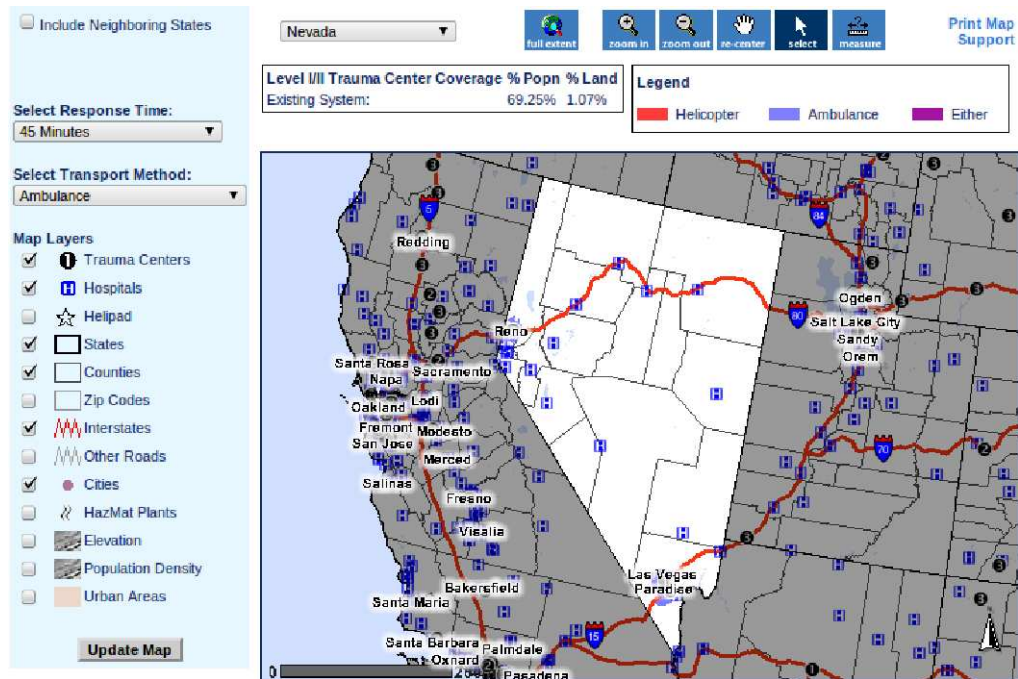 Include Neighboring States
Nevada
full extent
zoom in
zoom out
re-center
select
measure
Print Map
Support
Level I/II Trauma Center Coverage % Popn % Land
Existing System: 69.25% 1.07%
Legend
Helicopter
Ambulance
Either
Select Response Time:
45 Minutes
Select Transport Method:
Ambulance
Map Layers
1 Trauma Centers
H Hospitals
Helipad
States
Counties
Zip Codes
Interstates
Other Roads
Cities
HazMat Plants
Elevation
Population Density
Urban Areas
Update Map
5
84
Redding
Ogden
80
Salt Lake City
Reno
Sandy
Orem
Santa Rosa
Sacramento
Napa
Lodi
Oakland
Fremont
Modesto
San Jose
70
Merced
Salinas
Fresno
Visalia
Las Vegas
Paradise
Bakersfield
Santa Maria
15
Santa Barbara
Palmdale
Oxnard
Pasadena
0